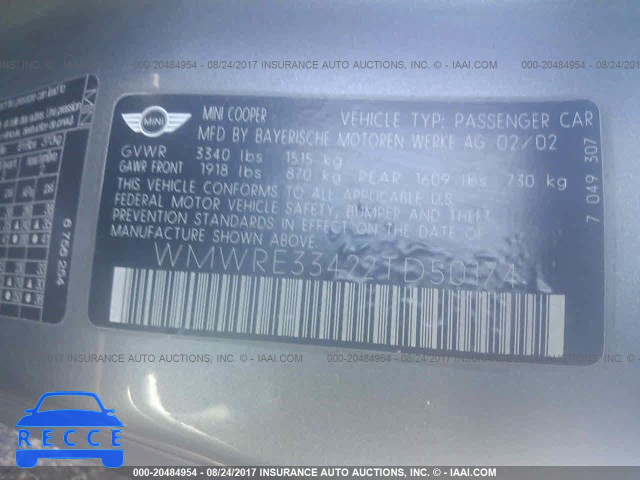 000-20484954 - 08/24/2017 INSURANCE AUTO AUCTIONS, INC. - © IAAI.COM
MINI
MINI COOPER
VEHICLE TYP: PASSENGER CAR
MFD BY BAYERISCHE MOTOREN WERKE AG 02/02
GVWR 3340 lbs 1515 kg
GAWR FRONT 1918 lbs 870 kg REAR 1609 lbs 730 kg
THIS VEHICLE CONFORMS TO ALL APPLICABLE U.S.
FEDERAL MOTOR VEHICLE SAFETY, BUMPER AND THEFT
PREVENTION STANDARDS IN EFFECT ON THE DATE OF
MANUFACTURE SHOWN ABOVE.
WMWRE33422TD50174
7 049 307
6 756 264
2017 INSURANCE AUTO AUCTIONS, INC. - © IAAI.COM
000-20484954 - 08/24/2017 INSURANCE AUTO AUCTIONS
RECCE
000-20484954 - 08/24/2017 INSURANCE AUTO AUCTIONS, INC. - © IAAI.COM